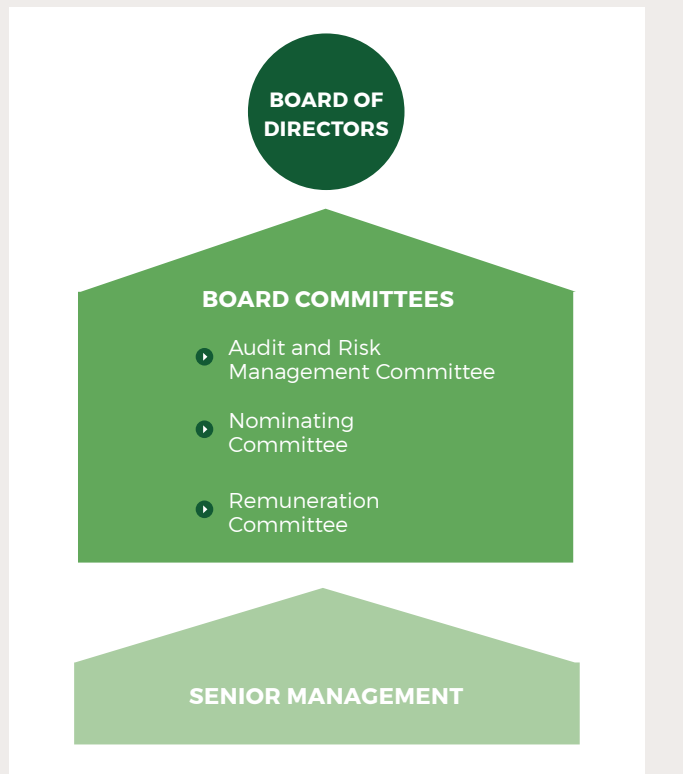 BOARD OF
DIRECTORS
BOARD COMMITTEES
Audit and Risk
Management Committee
Nominating
Committee
Remuneration
Committee
SENIOR MANAGEMENT